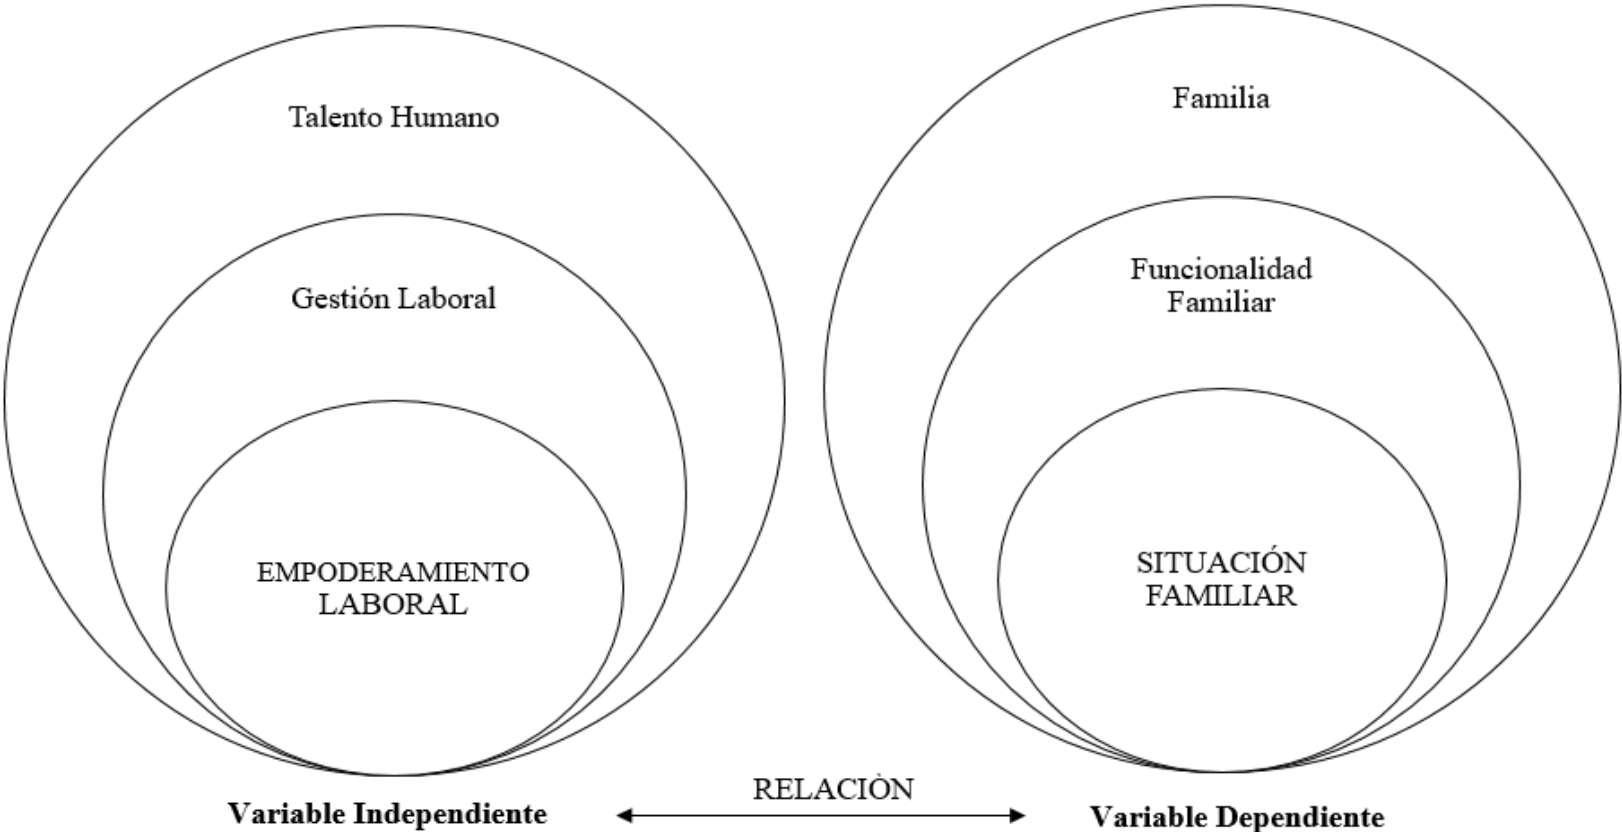 Talento Humano
Gestión Laboral
EMPODERAMIENTO
LABORAL
Variable Independiente
RELACIÒN
Familia
Funcionalidad
Familiar
SITUACIÓN
FAMILIAR
Variable Dependiente